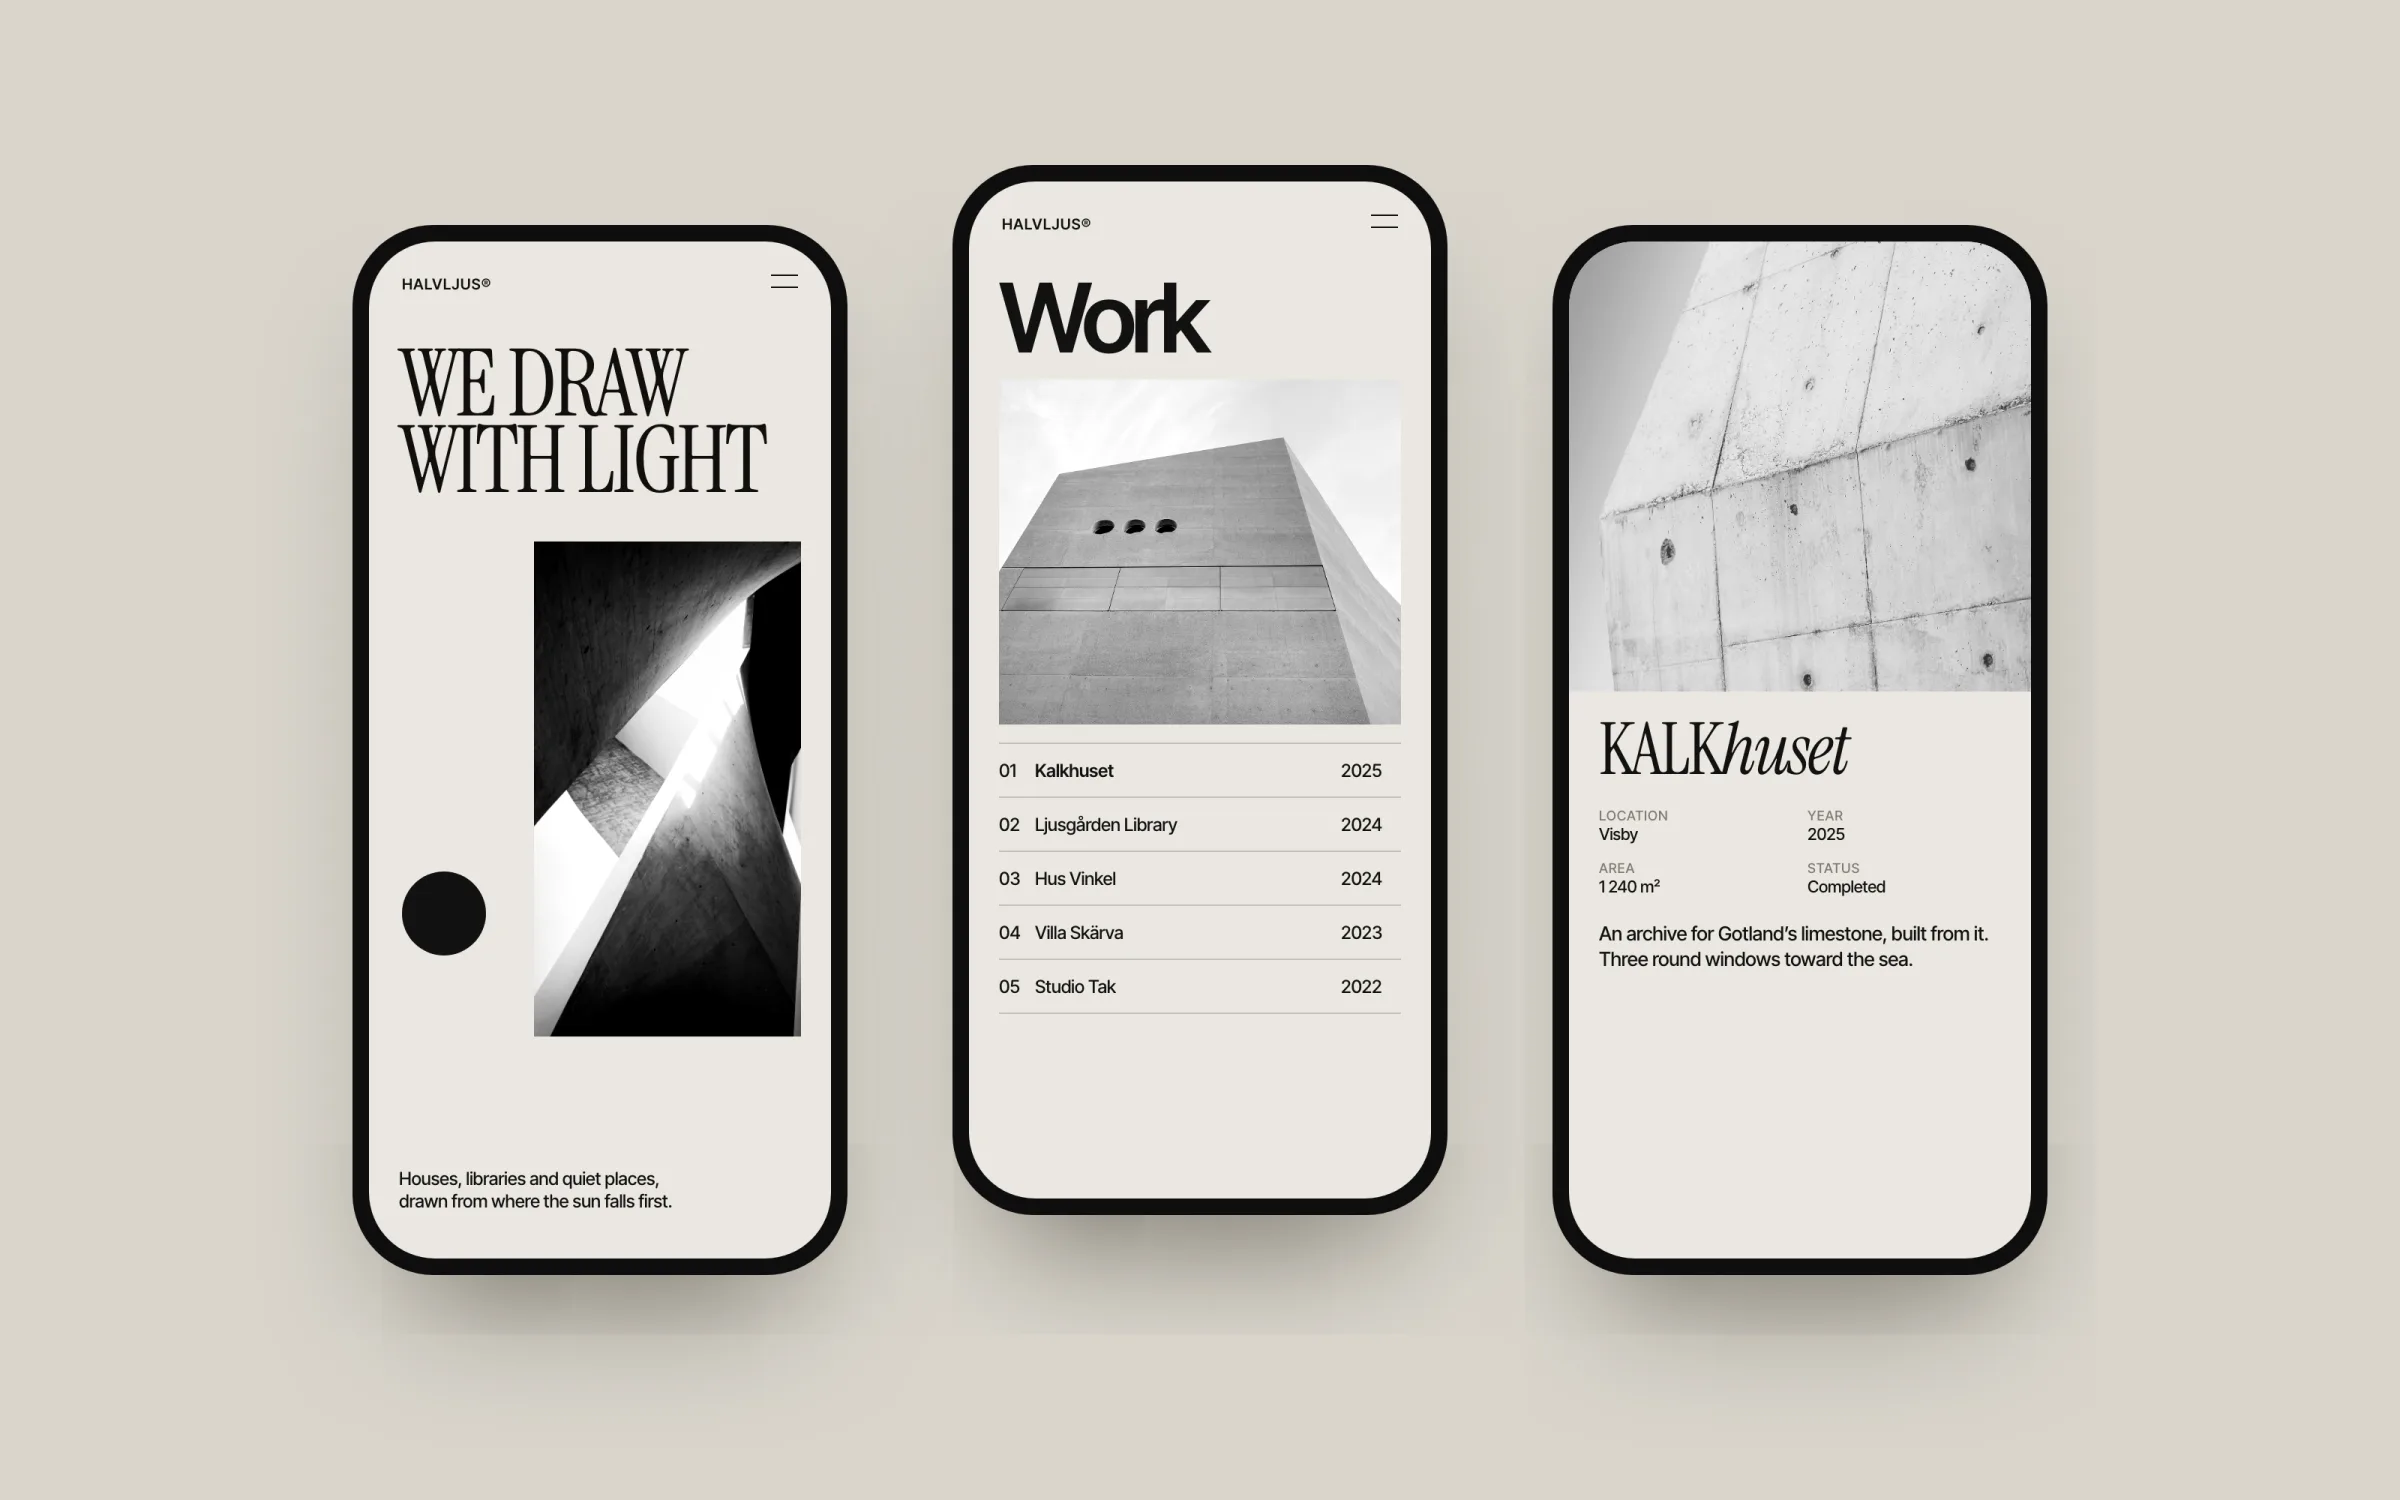 HALVLJUS®
WE DRAW
WITH LIGHT
Houses, libraries and quiet places,
drawn from where the sun falls first.
HALVLJUS®
Work
01 Kalkhuset 2025
02 Ljusgården Library 2024
03 Hus Vinkel 2024
04 Villa Skärva 2023
05 Studio Tak 2022
KALKhuset
LOCATION YEAR
Visby 2025
AREA STATUS
1 240 m² Completed
An archive for Gotland’s limestone, built from it.
Three round windows toward the sea.